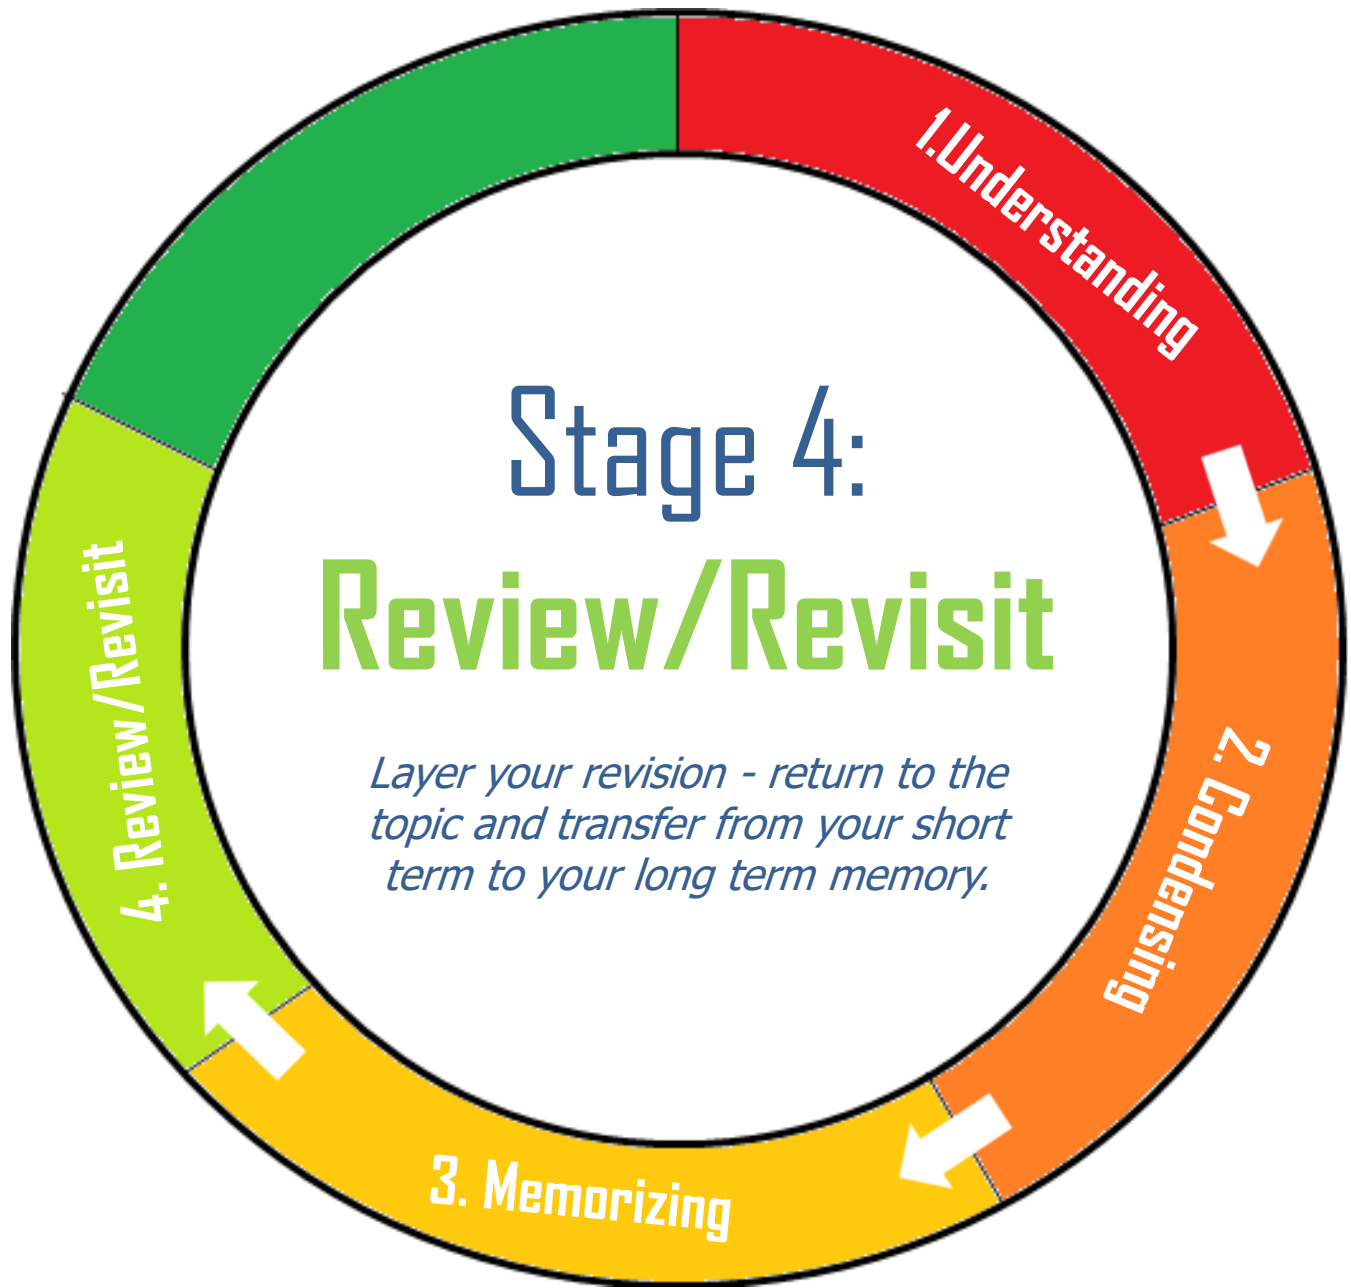 1.Understanding
Stage 4:
Review/Revisit
Layer your revision - return to the
topic and transfer from your short
term to your long term memory.
2. Condensing
3. Memorizing
4. Review/Revisit